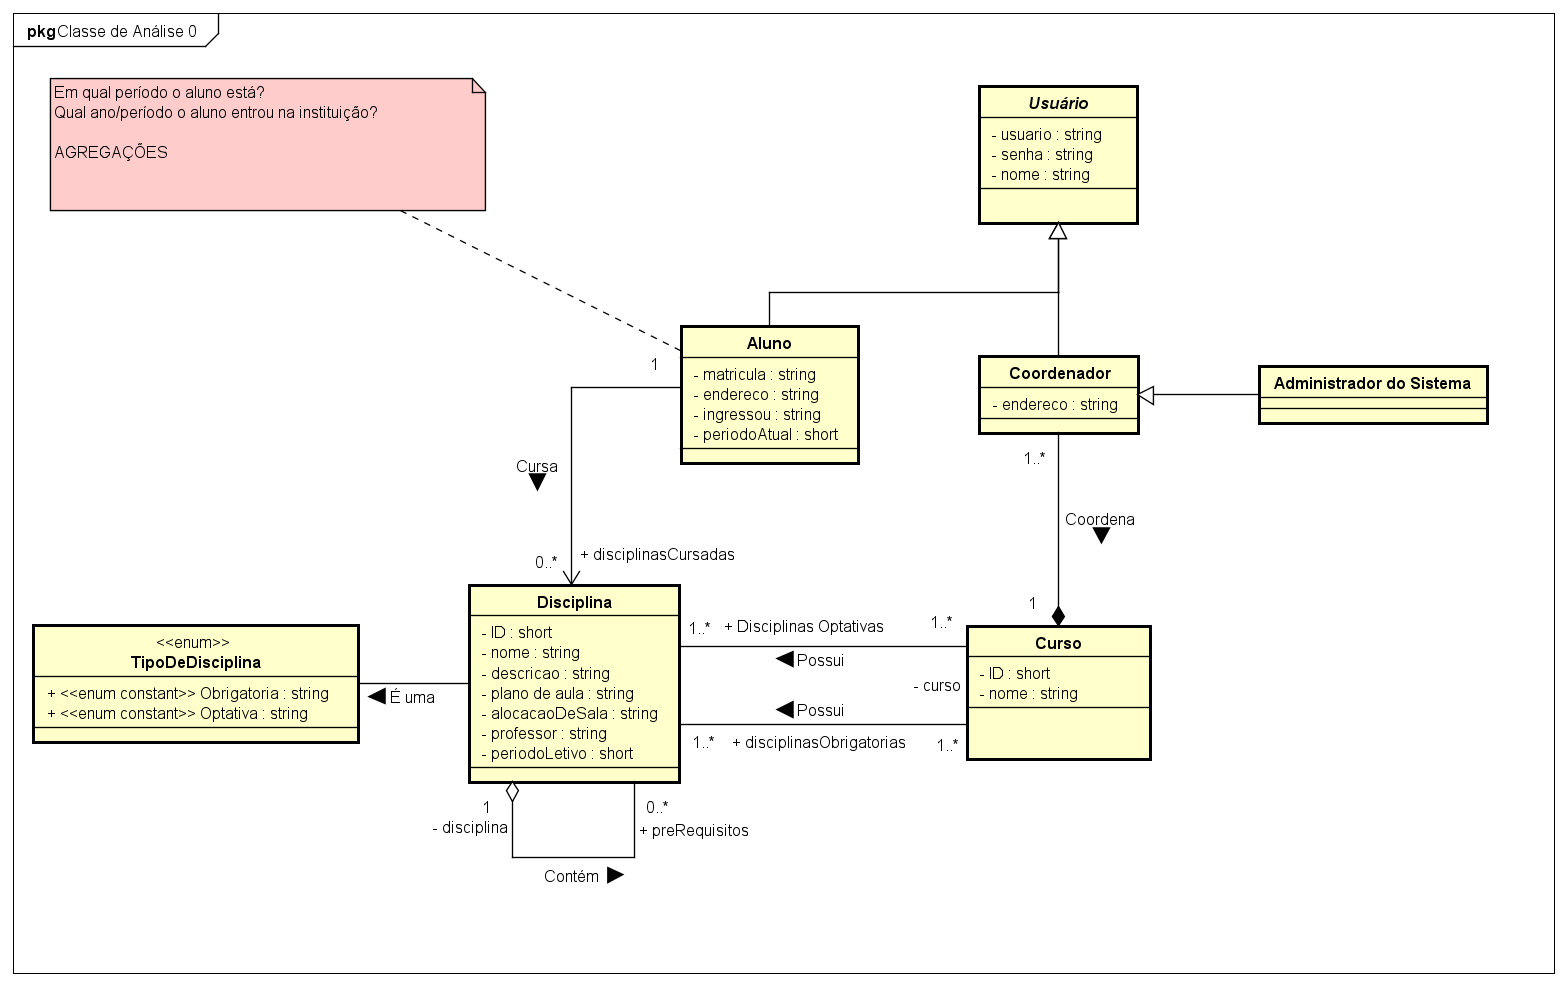 pkg Classe de Análise 0
Em qual período o aluno está?
Qual ano/período o aluno entrou na instituição?
AGREGAÇÕES
Usuário
- usuario : string
- senha : string
- nome : string
Aluno
- matricula : string
- endereco : string
- ingressou : string
- periodoAtual : short
Coordenador
- endereco : string
Administrador do Sistema
1
Cursa
0..*
+ disciplinasCursadas
1..*
Coordena
1
Disciplina
- ID : short
- nome : string
- descricao : string
- plano de aula : string
- alocacaoDeSala : string
- professor : string
- periodoLetivo : short
<<enum>>
TipoDeDisciplina
+ <<enum constant>> Obrigatoria : string
+ <<enum constant>> Optativa : string
É uma
1..*
+ Disciplinas Optativas
1..*
Possui
- curso
Possui
1..*
+ disciplinasObrigatorias
1..*
Curso
- ID : short
- nome : string
1
- disciplina
0..*
+ preRequisitos
Contém